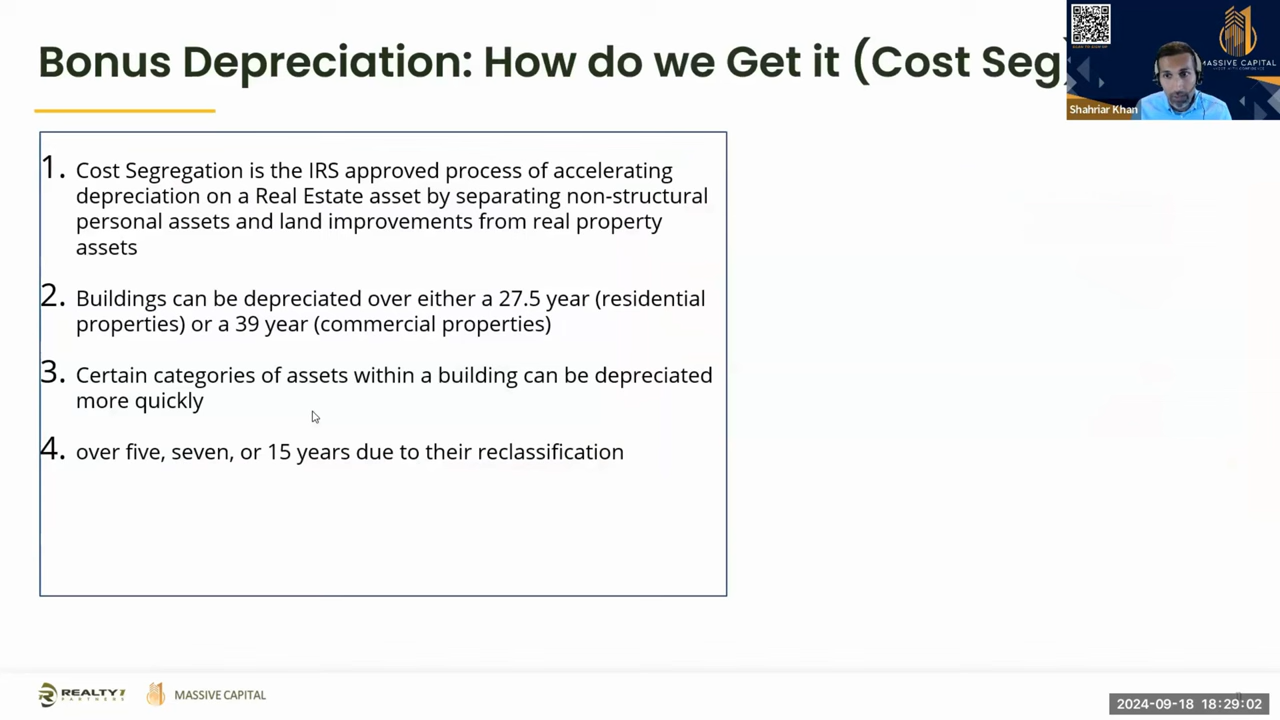 Bonus Depreciation: How do we Get it (Cost Seg)
MASSIVE CAPITAL
Shahriar Khan
1. Cost Segregation is the IRS approved process of accelerating
depreciation on a Real Estate asset by separating non-structural
personal assets and land improvements from real property
assets
2. Buildings can be depreciated over either a 27.5 year (residential
properties) or a 39 year (commercial properties)
3. Certain categories of assets within a building can be depreciated
more quickly
4. over five, seven, or 15 years due to their reclassification
REALTY1
PARTNERS
MASSIVE CAPITAL
2024-09-18 18:29:02